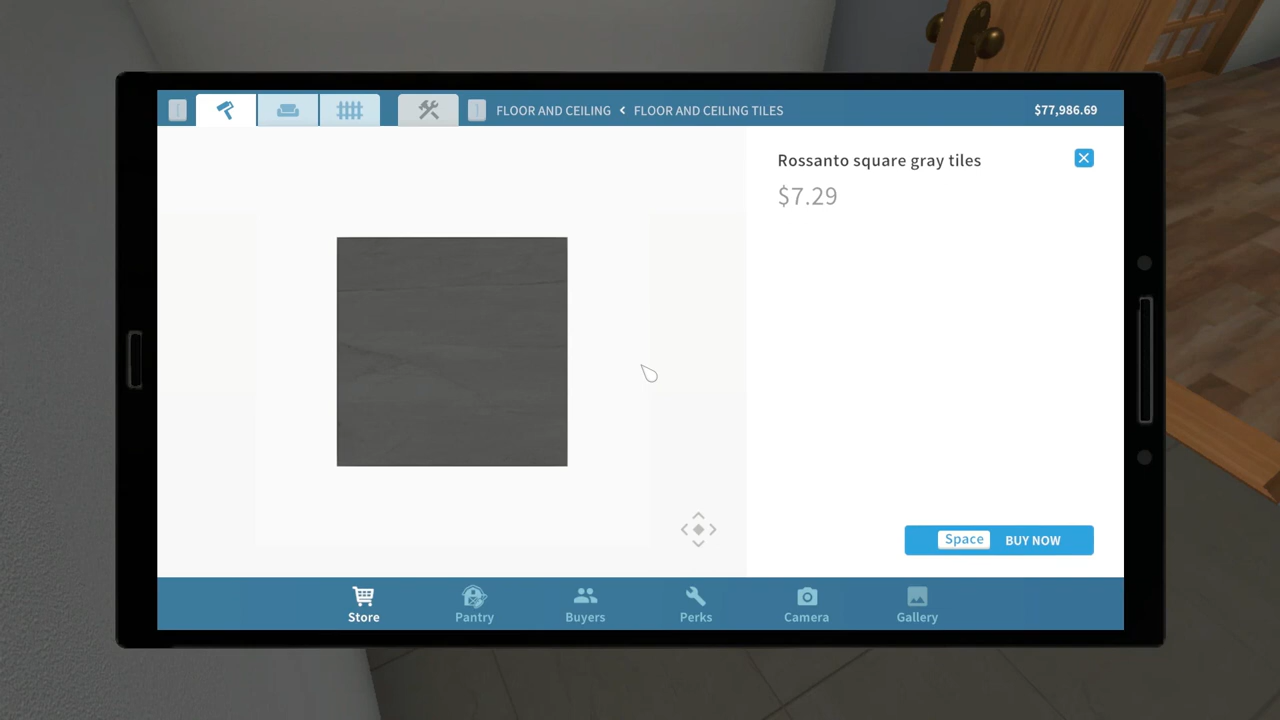 FLOOR AND CEILING < FLOOR AND CEILING TILES
$77,986.69
Rossanto square gray tiles
$7.29
Space BUY NOW
Store
Pantry
Buyers
Perks
Camera
Gallery